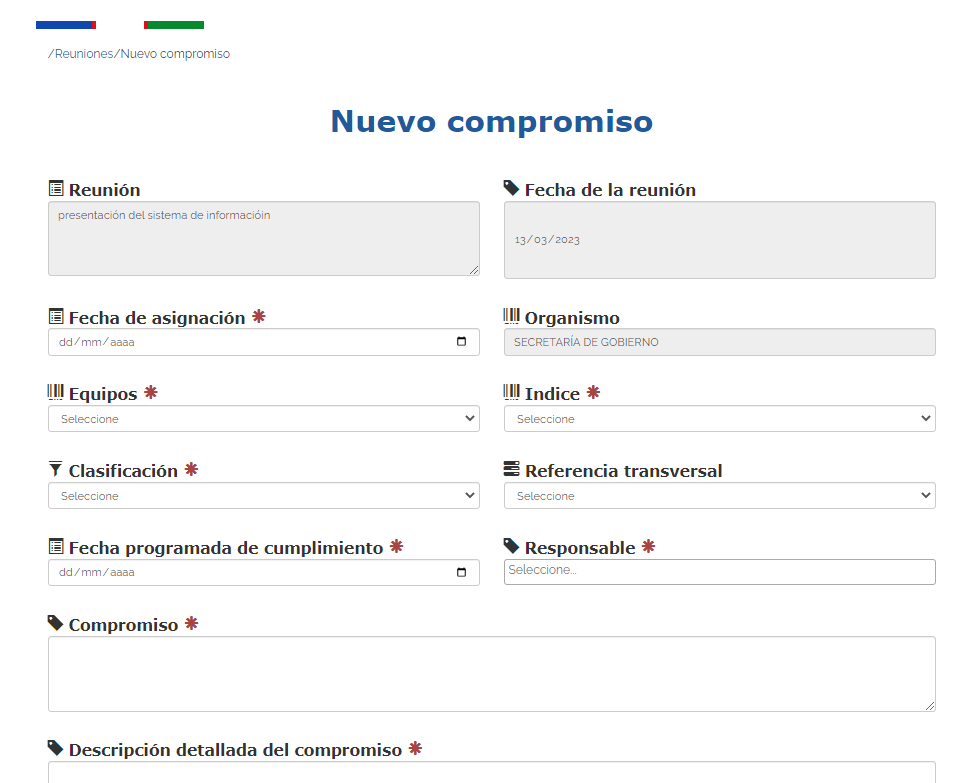 /Reuniones/Nuevo compromiso
Nuevo compromiso
Reunión
Fecha de la reunión
presentación del sistema de informacióin
13/03/2023
Fecha de asignación *
Organismo
dd/mm/aaaa
SECRETARÍA DE GOBIERNO
Equipos *
Indice *
Seleccione
Seleccione
Clasificación *
Referencia transversal
Seleccione
Seleccione
Fecha programada de cumplimiento *
Responsable *
dd/mm/aaaa
Seleccione...
Compromiso *
Descripción detallada del compromiso *